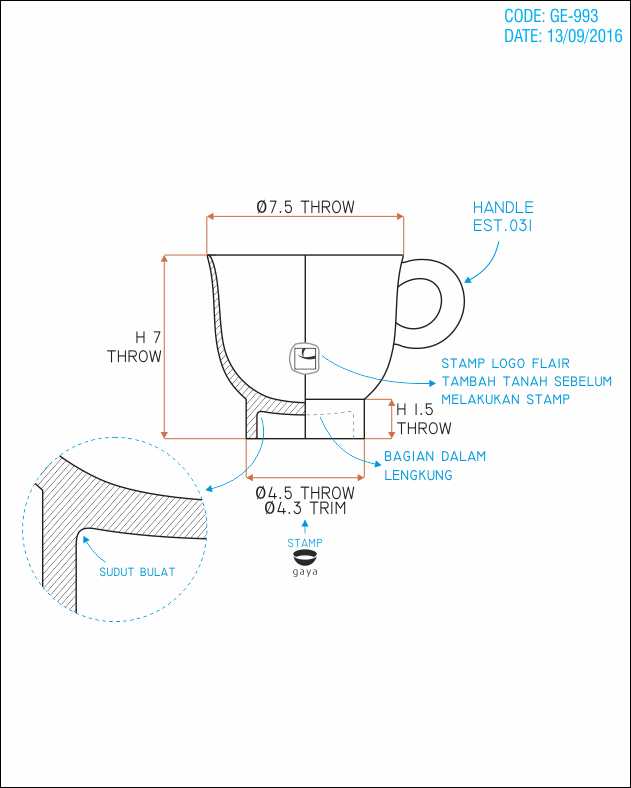 CODE: GE-993
DATE: 13/09/2016
Ø7.5 THROW
HANDLE
EST.031
H 7
THROW
STAMP LOGO FLAIR
TAMBAH TANAH SEBELUM
MELAKUKAN STAMP
H 1.5
THROW
BAGIAN DALAM
LENGKUNG
Ø4.5 THROW
Ø4.3 TRIM
STAMP
gaya
SUDUT BULAT